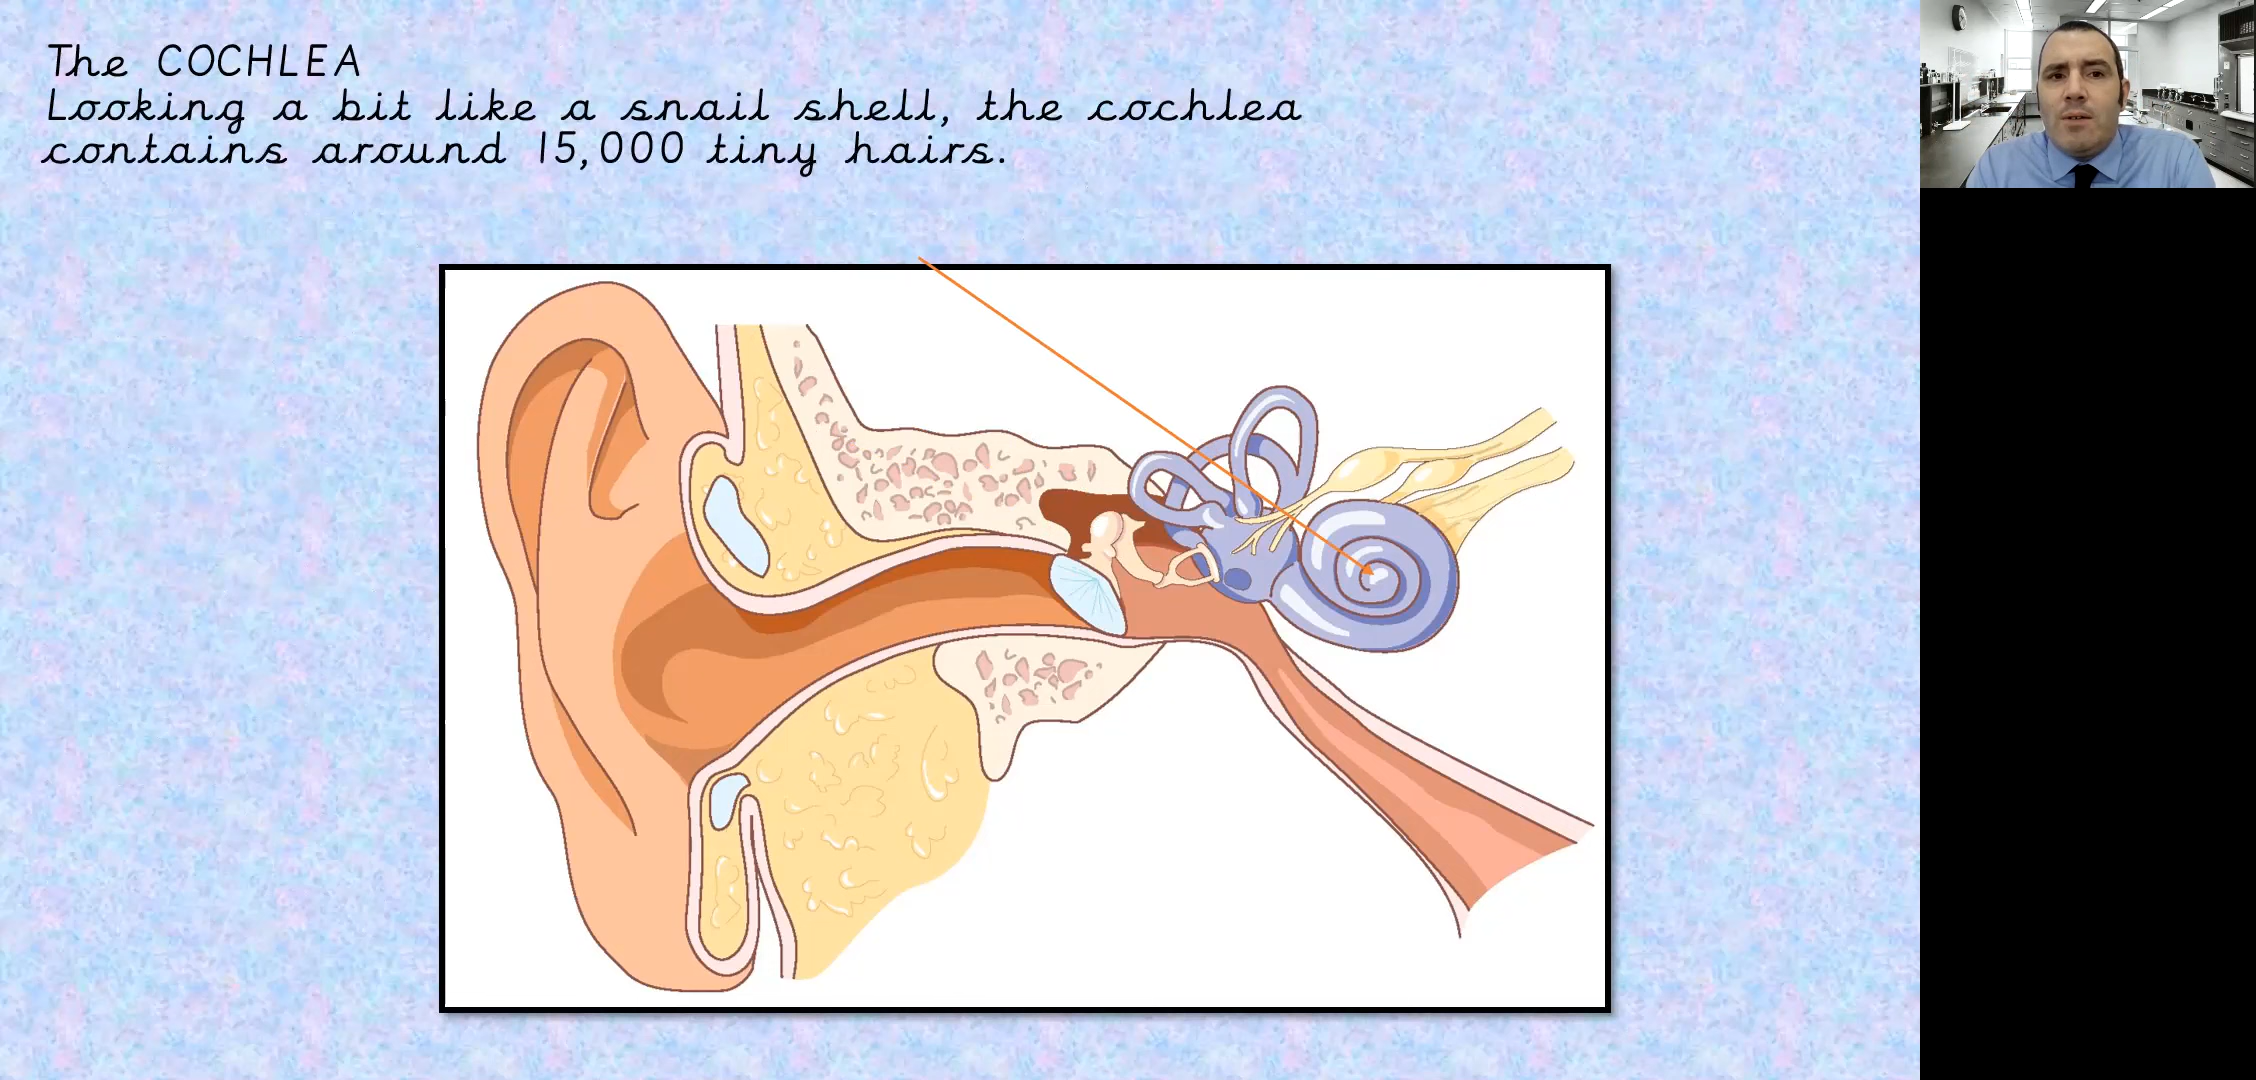 The COCHLEA
Looking a bit like a snail shell, the cochlea
contains around 15,000 tiny hairs.